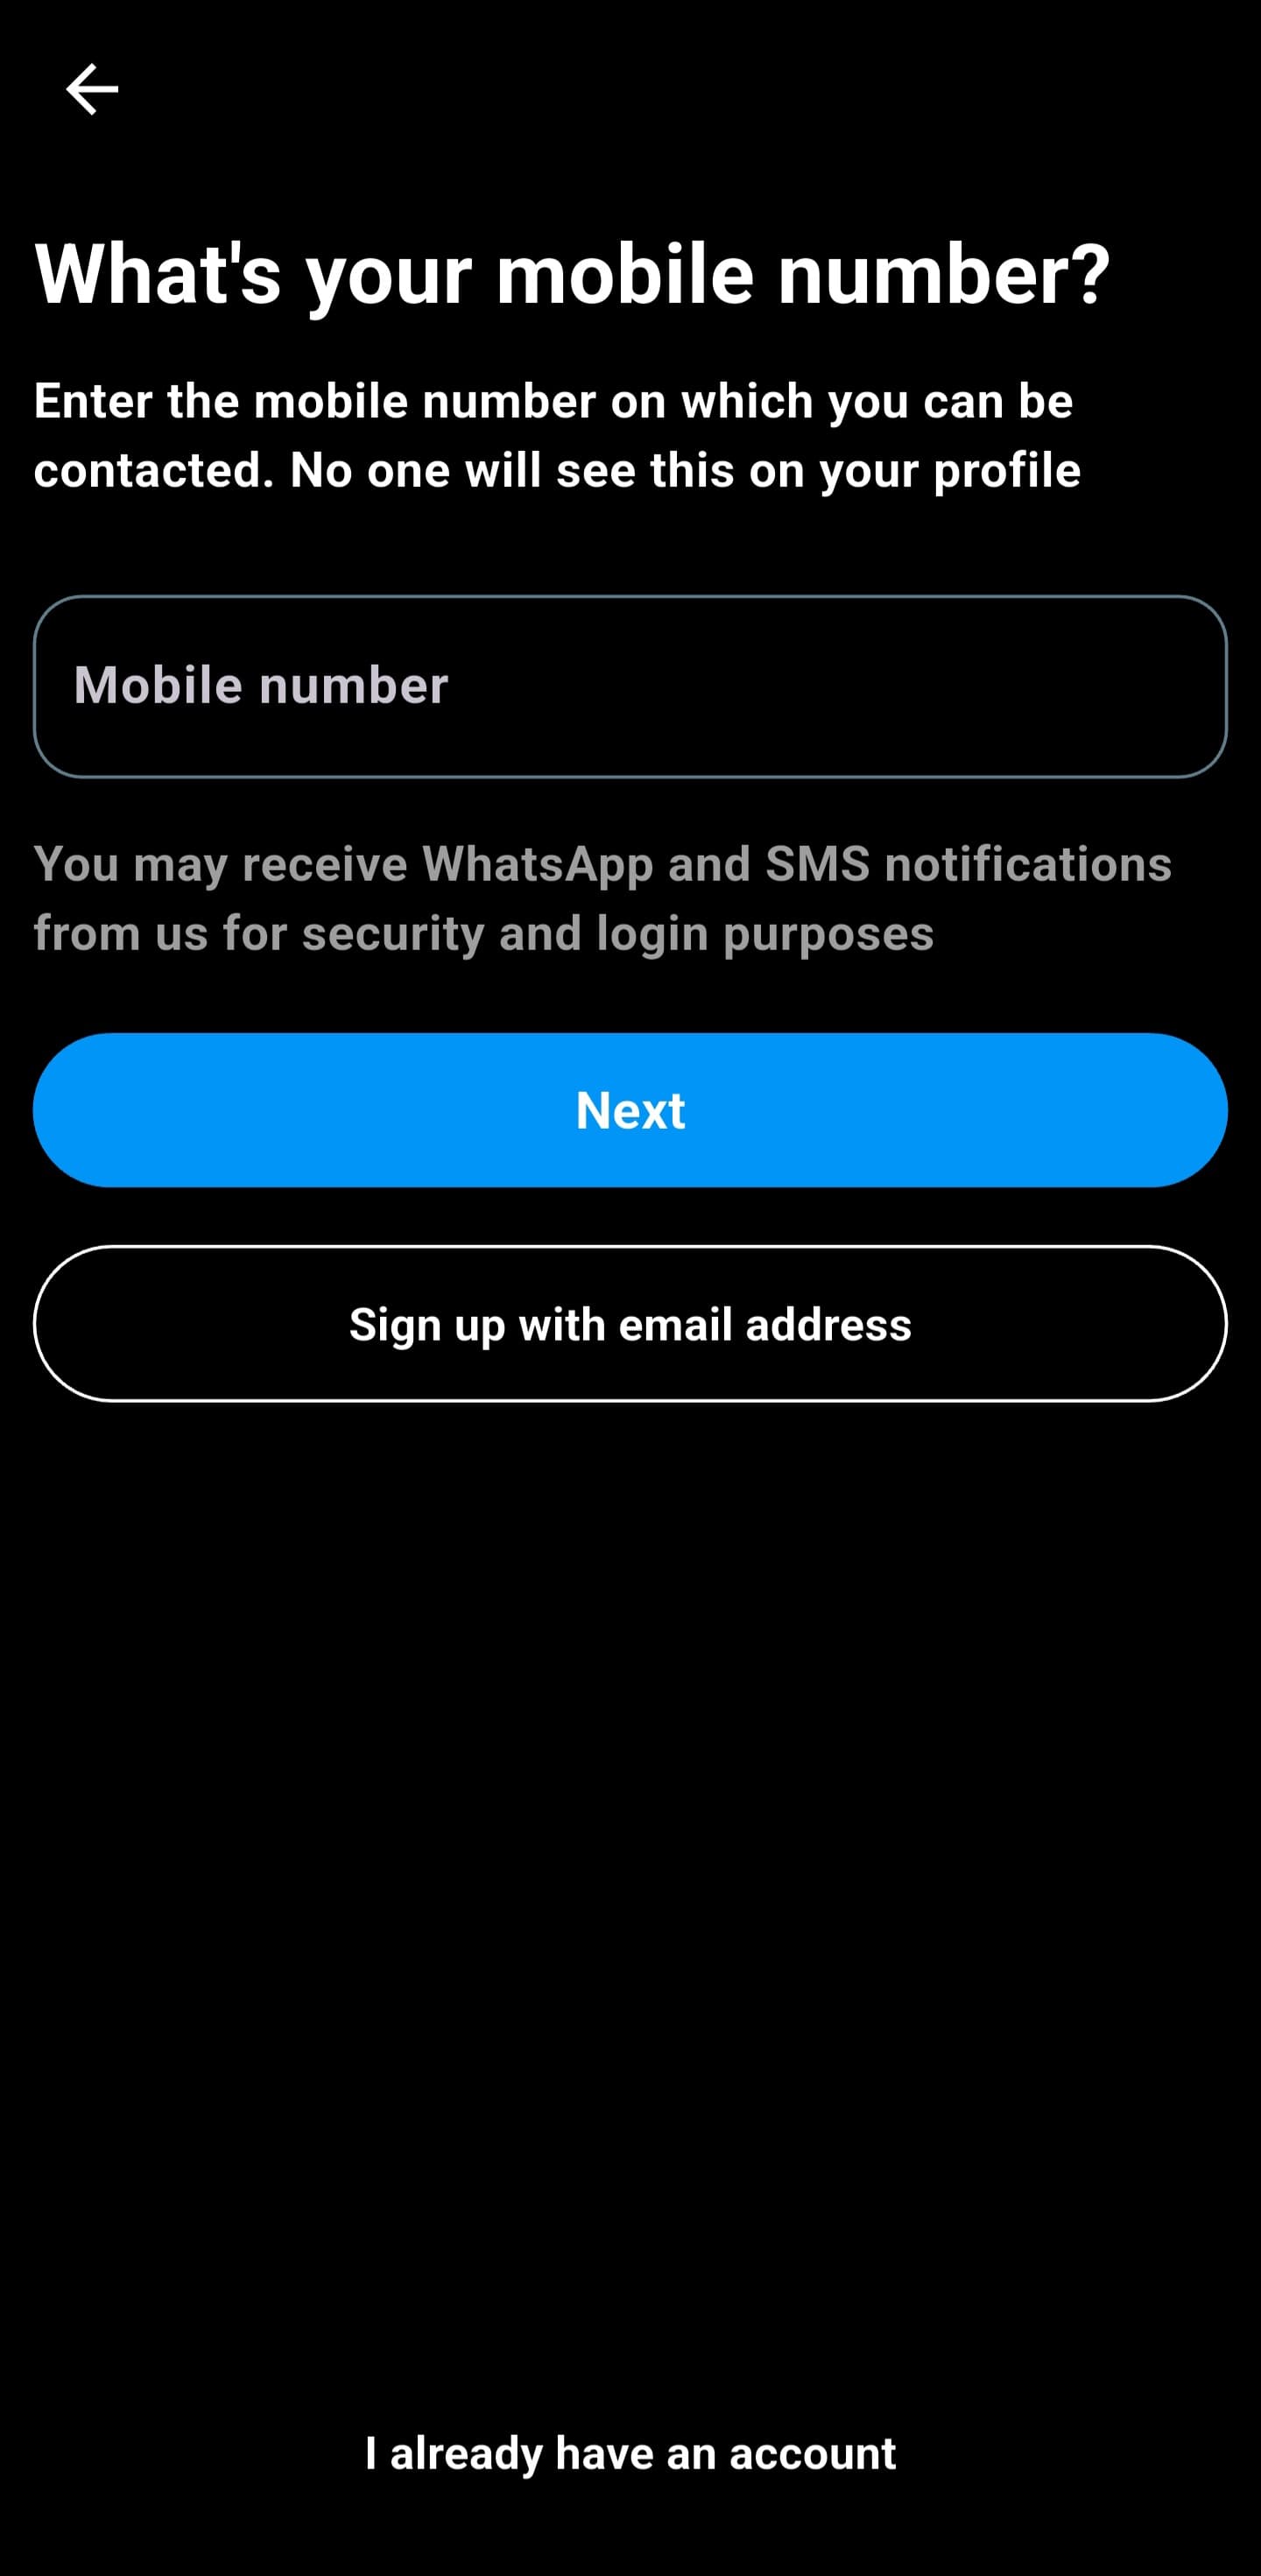 What's your mobile number?
Enter the mobile number on which you can be
contacted. No one will see this on your profile
Mobile number
You may receive WhatsApp and SMS notifications
from us for security and login purposes
Next
Sign up with email address
I already have an account